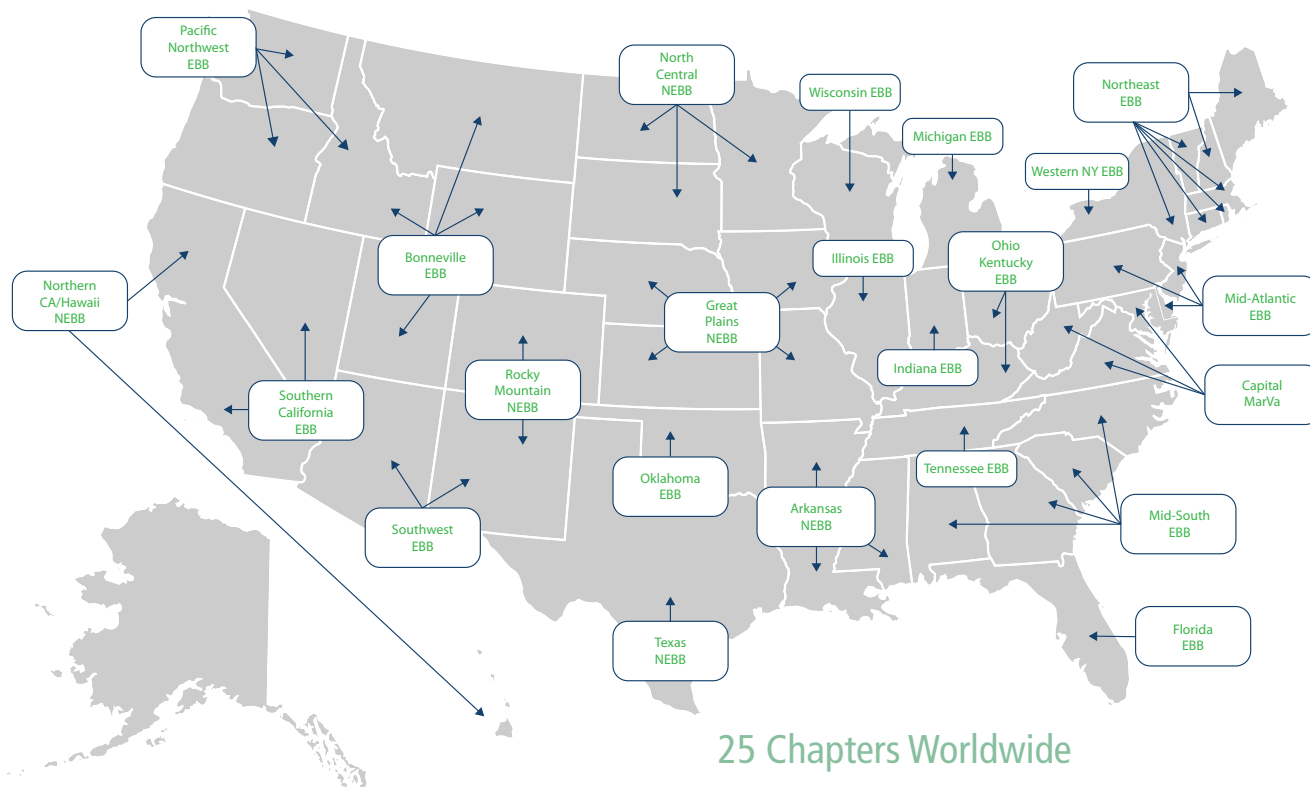 Pacific
Northwest
EBB
North
Central
NEBB
Wisconsin EBB
Northeast
EBB
Michigan EBB
Western NY EBB
Bonneville
EBB
Illinois EBB
Ohio
Kentucky
EBB
Northern
CA/Hawaii
NEBB
Great
Plains
NEBB
Mid-Atlantic
EBB
Indiana EBB
Rocky
Mountain
NEBB
Southern
California
EBB
Capital
MarVa
Oklahoma
EBB
Tennessee EBB
Arkansas
NEBB
Southwest
EBB
Mid-South
EBB
Texas
NEBB
Florida
EBB
25 Chapters Worldwide